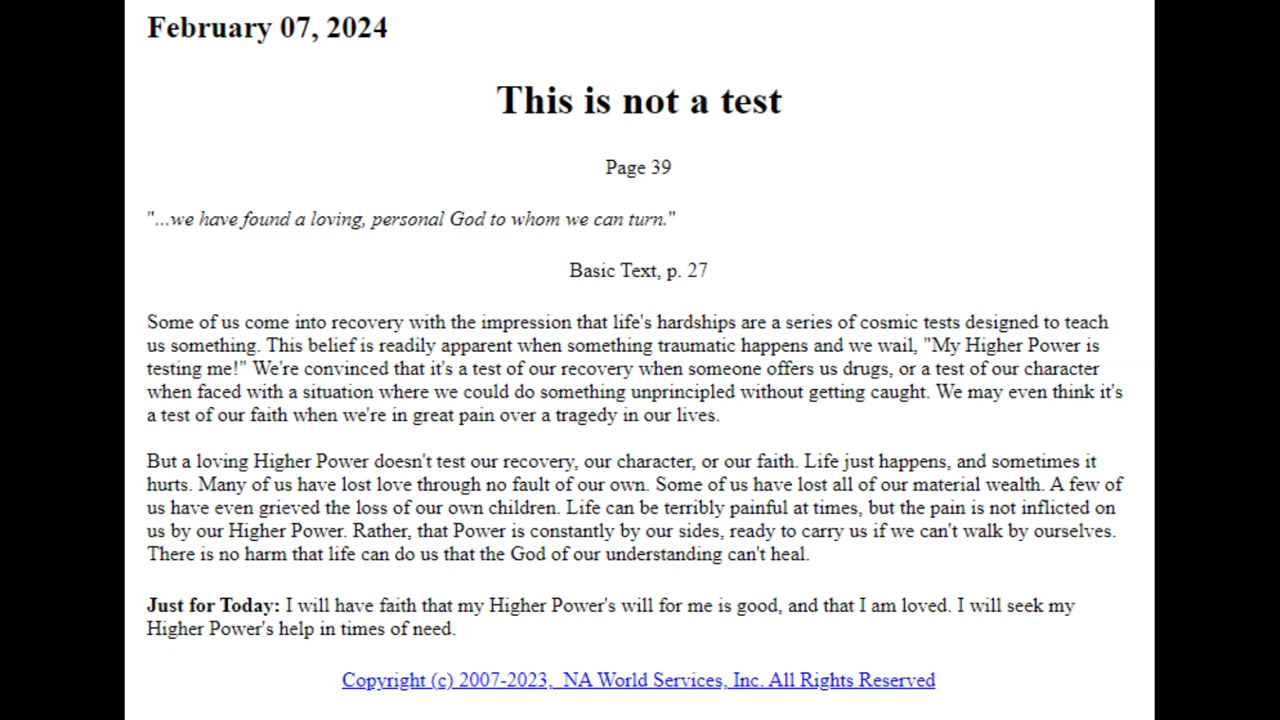 February 07, 2024
This is not a test
Page 39
"...we have found a loving, personal God to whom we can turn."
Basic Text, p. 27
Some of us come into recovery with the impression that life's hardships are a series of cosmic tests designed to teach
us something. This belief is readily apparent when something traumatic happens and we wail, "My Higher Power is
testing me!" We're convinced that it's a test of our recovery when someone offers us drugs, or a test of our character
when faced with a situation where we could do something unprincipled without getting caught. We may even think it's
a test of our faith when we're in great pain over a tragedy in our lives.
But a loving Higher Power doesn't test our recovery, our character, or our faith. Life just happens, and sometimes it
hurts. Many of us have lost love through no fault of our own. Some of us have lost all of our material wealth. A few of
us have even grieved the loss of our own children. Life can be terribly painful at times, but the pain is not inflicted on
us by our Higher Power. Rather, that Power is constantly by our sides, ready to carry us if we can't walk by ourselves.
There is no harm that life can do us that the God of our understanding can't heal.
Just for Today: I will have faith that my Higher Power's will for me is good, and that I am loved. I will seek my
Higher Power's help in times of need.
Copyright (c) 2007-2023,  NA World Services, Inc. All Rights Reserved